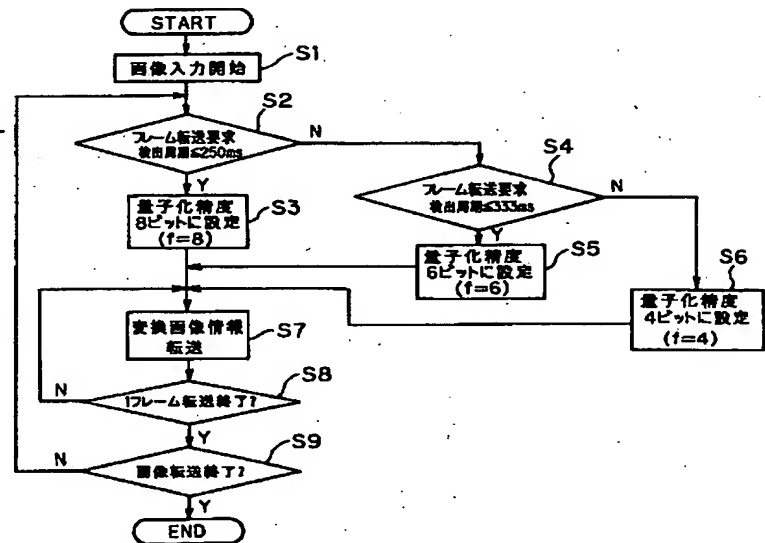 START
S1
画像入力開始
S2
フレーム転送要求
検出周期≤250ms
N
Y
S4
フレーム転送要求
検出周期≤333ms
N
Y
S3
量子化精度
8ビットに設定
(f=8)
S5
量子化精度
6ビットに設定
(f=6)
S6
量子化精度
4ビットに設定
(f=4)
S7
変換画像情報
転送
S8
1フレーム転送終了?
N
Y
S9
画像転送終了?
N
Y
END